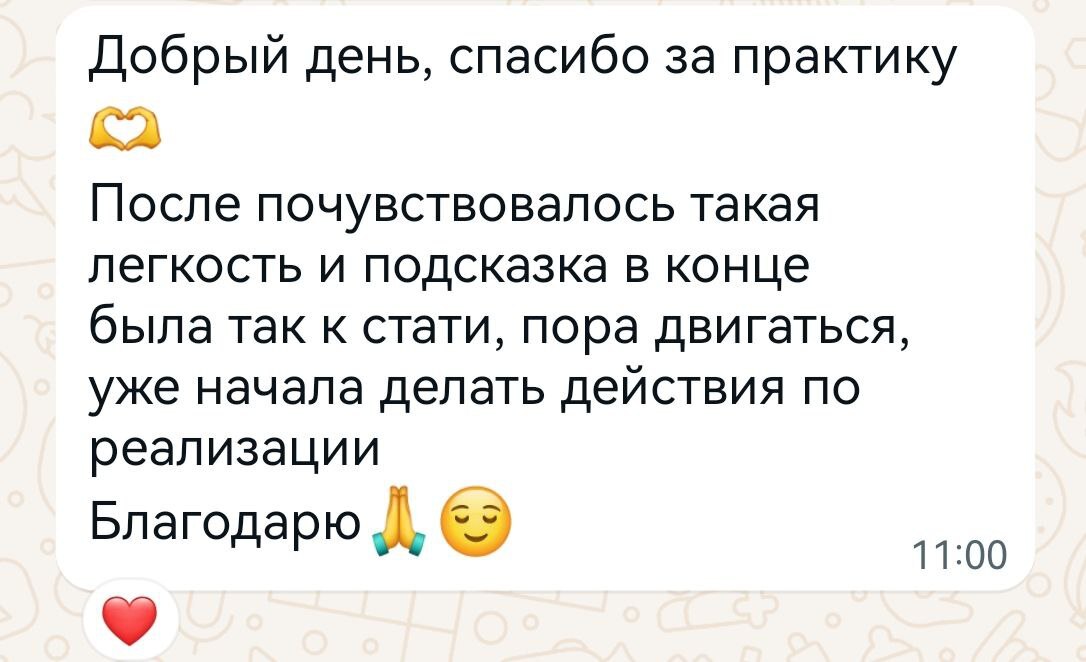 Добрый день, спасибо за практику
🫶
После почувствовалось такая
легкость и подсказка в конце
была так к стати, пора двигаться,
уже начала делать действия по
реализации
Благодарю🙏😌
11:00
❤️